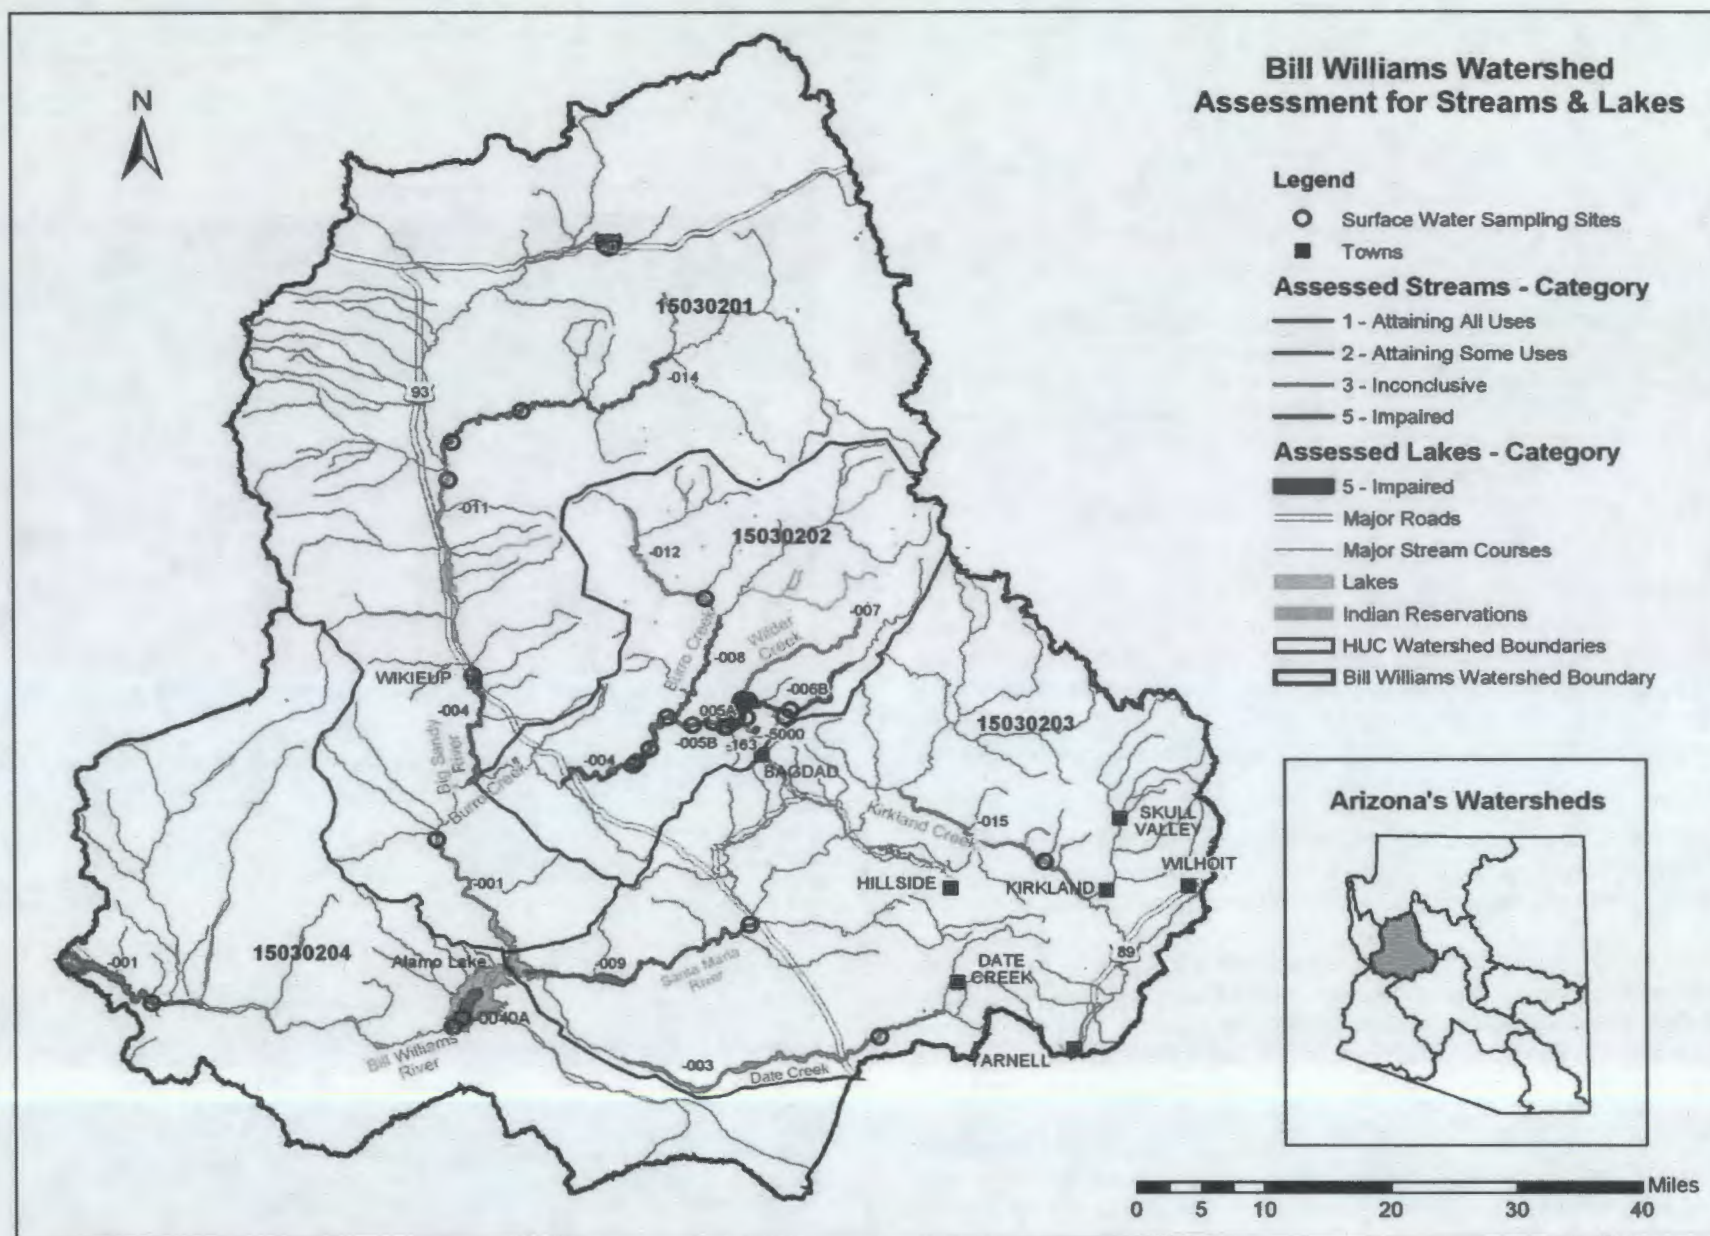 Bill Williams Watershed
Assessment for Streams & Lakes
N
Legend
Surface Water Sampling Sites
Towns
Assessed Streams - Category
1 - Attaining All Uses
2 - Attaining Some Uses
3 - Inconclusive
5 - Impaired
Assessed Lakes - Category
5 - Impaired
Major Roads
Major Stream Courses
Lakes
Indian Reservations
HUC Watershed Boundaries
Bill Williams Watershed Boundary
15030201
-014
93
-011
15030202
-012
-007
Burro Creek
Wilder
Creek
-008
WIKIEUP
-004
Big Sandy
River
-006B
005A
-005B
-163
-5000
-004
BAGDAD
15030203
Burro Creek
Kirkland Creek
-015
SKULL
VALLEY
WILHOIT
HILLSIDE
KIRKLAND
-001
89
15030204
-001
Alamo Lake
-009
Santa Maria
River
DATE
CREEK
-0040A
Bill Williams
River
-003
Date Creek
YARNELL
Arizona's Watersheds
Miles
0 5 10 20 30 40